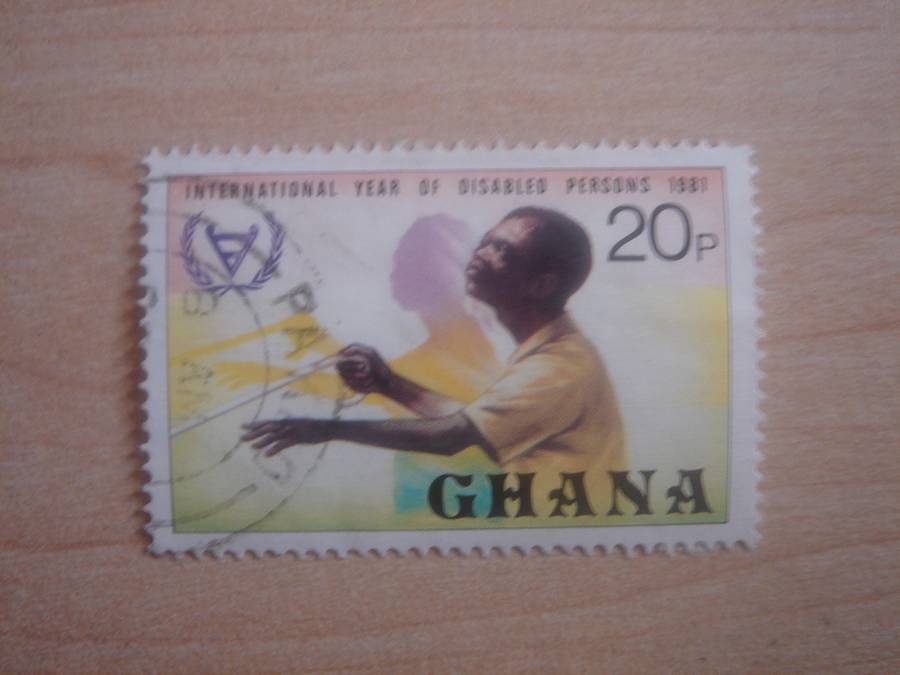 INTERNATIONAL YEAR OF DISABLED PERSONS 1981
20P
GHANA